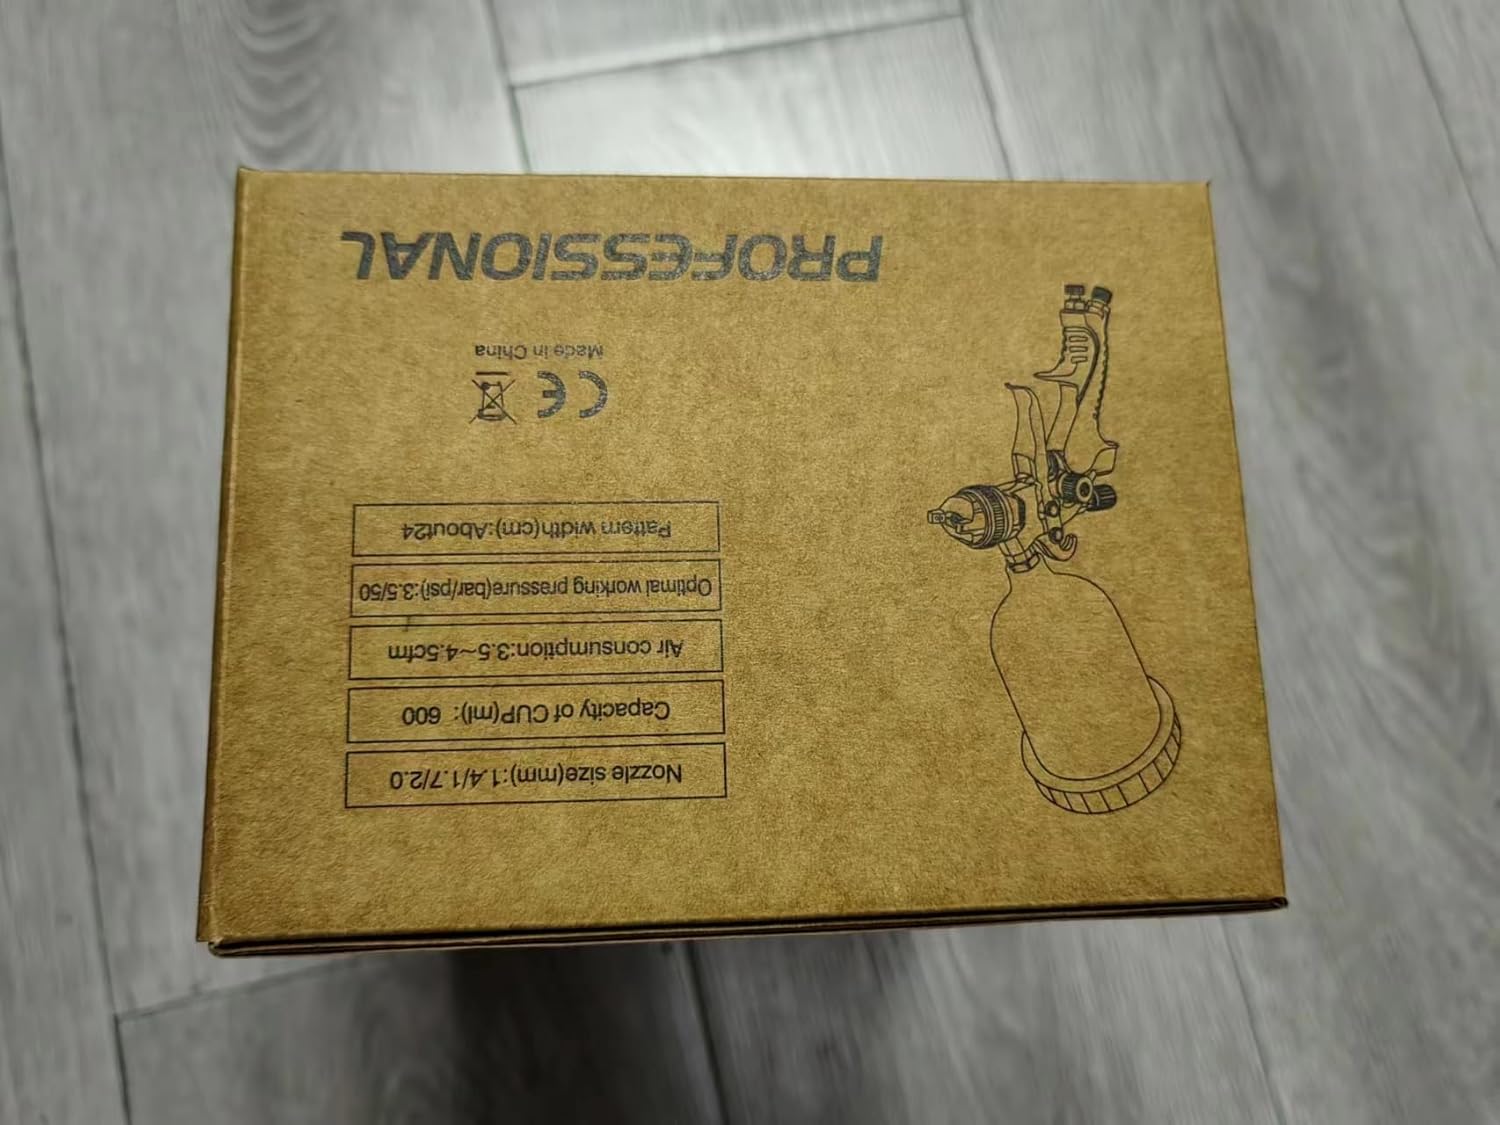 Nozzle size(mm):1.4/1.7/2.0
Capacity of CUP(ml): 600
Air consumption:3.5~4.5cfm
Optimal working pressure(bar/psi):3.5/50
Pattern width(cm):About24
CE
Made in China
PROFESSIONAL